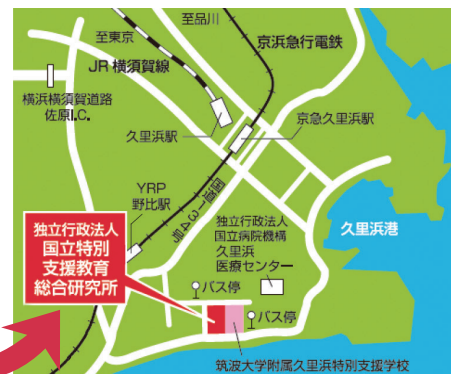 至品川
至東京
京浜急行電鉄
JR横須賀線
横浜横須賀道路
佐原I.C.
久里浜駅
京急久里浜駅
YRP
野比駅
国道134号
独立行政法人
国立特別
支援教育
総合研究所
独立行政法人
国立病院機構
久里浜
医療センター
久里浜港
バス停
バス停
筑波大学附属久里浜特別支援学校